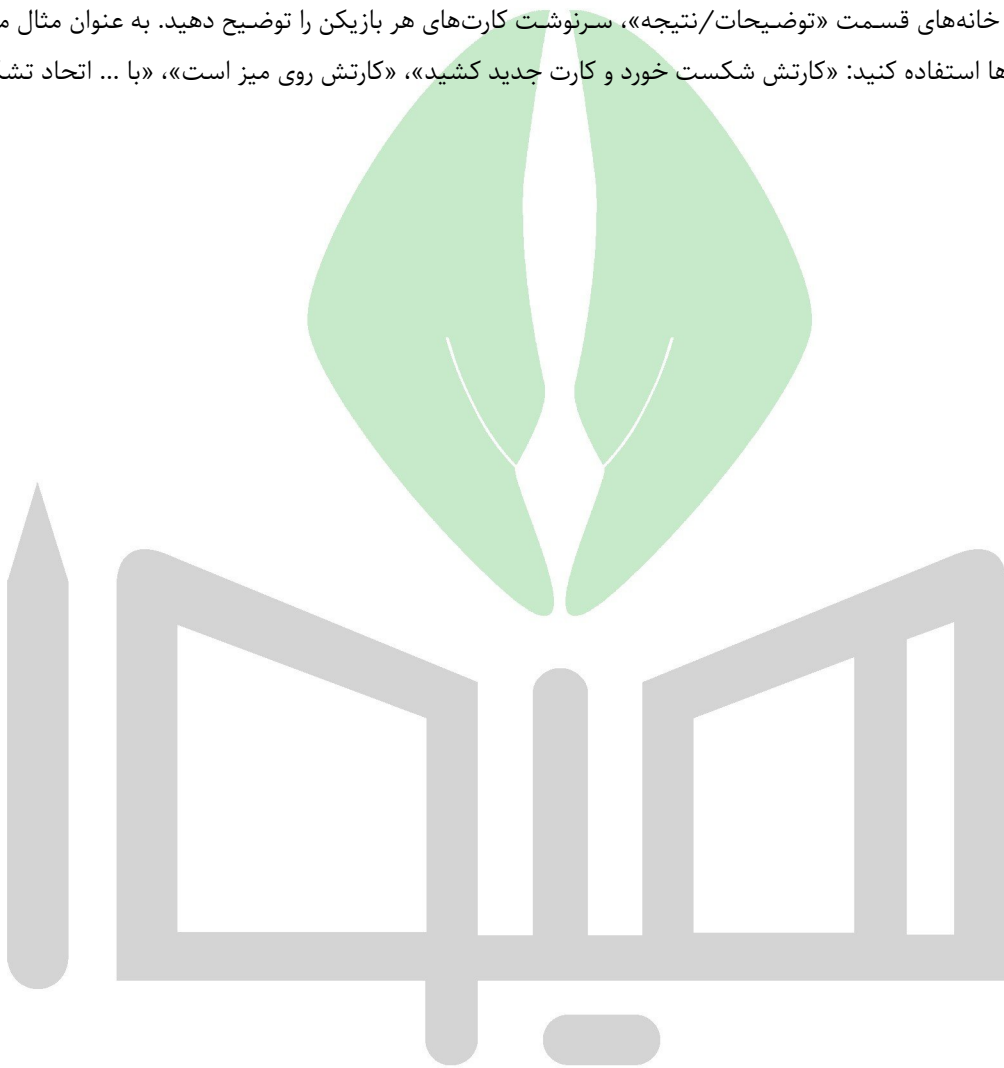 خانه‌های قسمت «توضیحات/نتیجه»، سرنوشت کارت‌های هر بازیکن را توضیح دهید. به عنوان مثال
ها استفاده کنید: «کارتش شکست خورد و کارت جدید کشید»، «کارتش روی میز است»، «با ... اتحاد